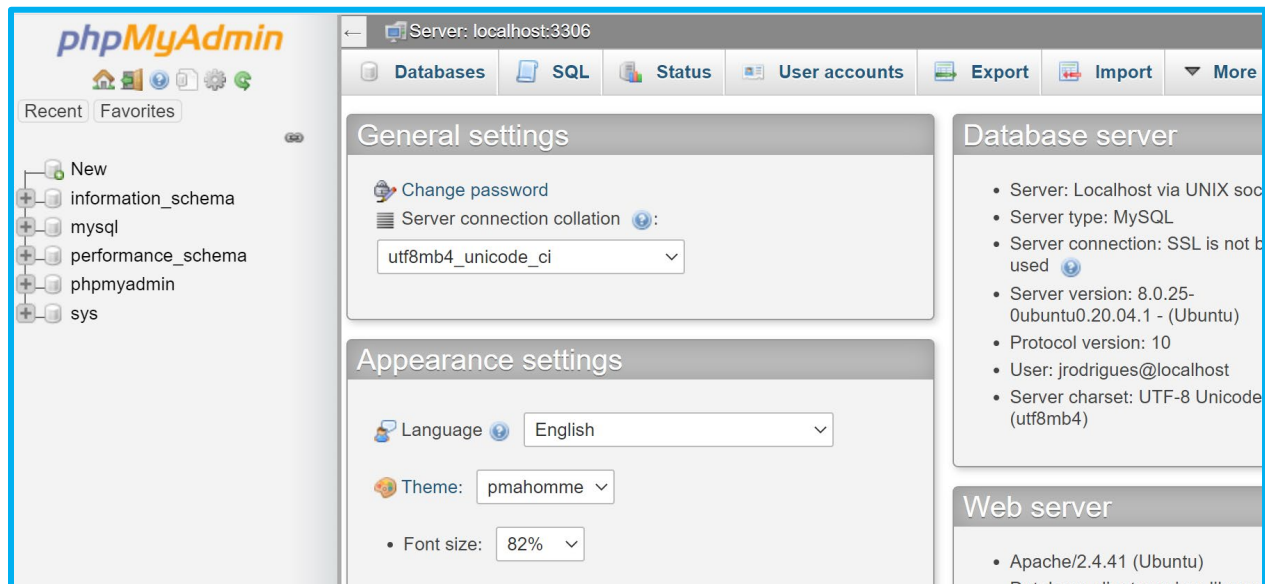 phpMyAdmin
Recent Favorites
New
information_schema
mysql
performance_schema
phpmyadmin
sys
Server: localhost:3306
Databases SQL Status User accounts Export Import More
General settings
Change password
Server connection collation :
utf8mb4_unicode_ci
Appearance settings
Language English
Theme: pmahomme
• Font size: 82%
Database server
• Server: Localhost via UNIX soc
• Server type: MySQL
• Server connection: SSL is not b
used
• Server version: 8.0.25-
0ubuntu0.20.04.1 - (Ubuntu)
• Protocol version: 10
• User: jrodrigues@localhost
• Server charset: UTF-8 Unicode
(utf8mb4)
Web server
• Apache/2.4.41 (Ubuntu)